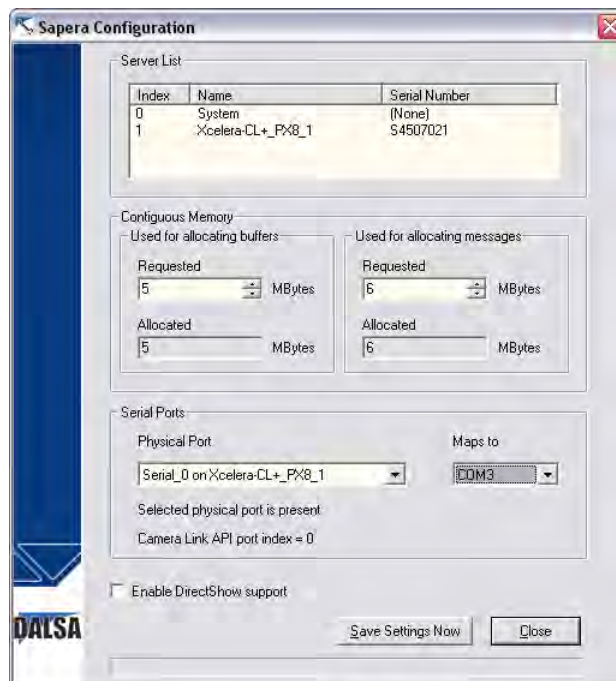 Sapera Configuration
Server List
Index Name Serial Number
0 System (None)
1 Xcelera-CL+_PX8_1 S4507021
Contiguous Memory
Used for allocating buffers Used for allocating messages
Requested Requested
5 MBytes 6 MBytes
Allocated Allocated
5 MBytes 6 MBytes
Serial Ports
Physical Port Maps to
Serial_0 on Xcelera-CL+_PX8_1 COM3
Selected physical port is present
Camera Link API port index = 0
Enable DirectShow support
DALSA
Save Settings Now Close